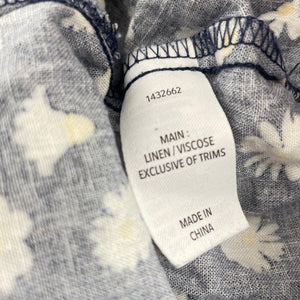 1432662
MAIN :
LINEN / VISCOSE
EXCLUSIVE OF TRIMS
MADE IN
CHINA